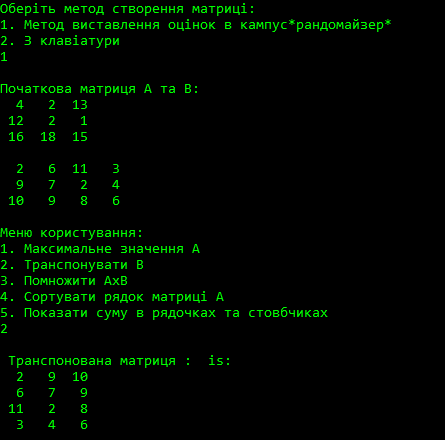 Оберіть метод створення матриці:
1. Метод виставлення оцінок в кампус*рандомайзер*
2. З клавіатури
1
Початкова матриця А та В:
4 2 13
12 2 1
16 18 15
2 6 11 3
9 7 2 4
10 9 8 6
Меню користування:
1. Максимальне значення А
2. Транспонувати В
3. Помножити АхВ
4. Сортувати рядок матриці А
5. Показати суму в рядочках та стовбчиках
2
Транспонована матриця : is:
2 9 10
6 7 9
11 2 8
3 4 6